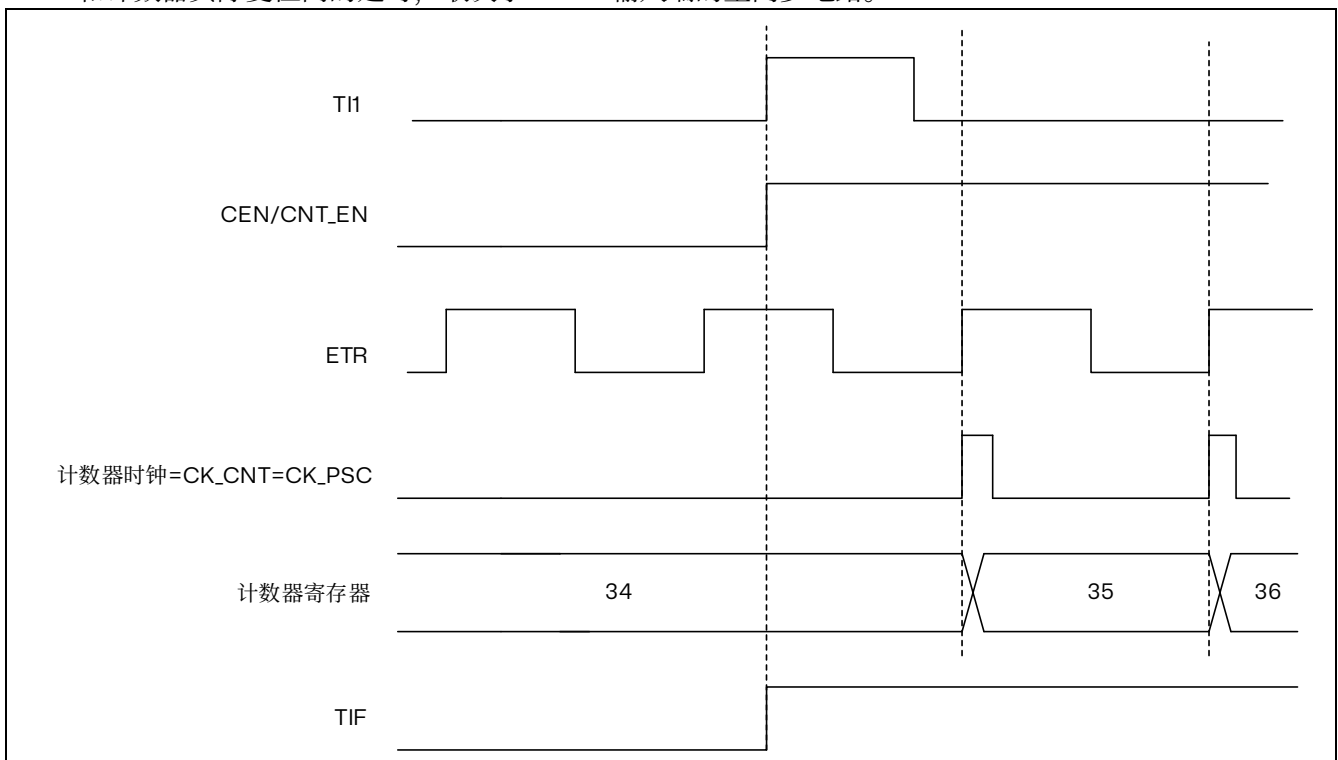 TI1
CEN/CNT_EN
ETR
计数器时钟=CK_CNT=CK_PSC
计数器寄存器 34 35 36
TIF